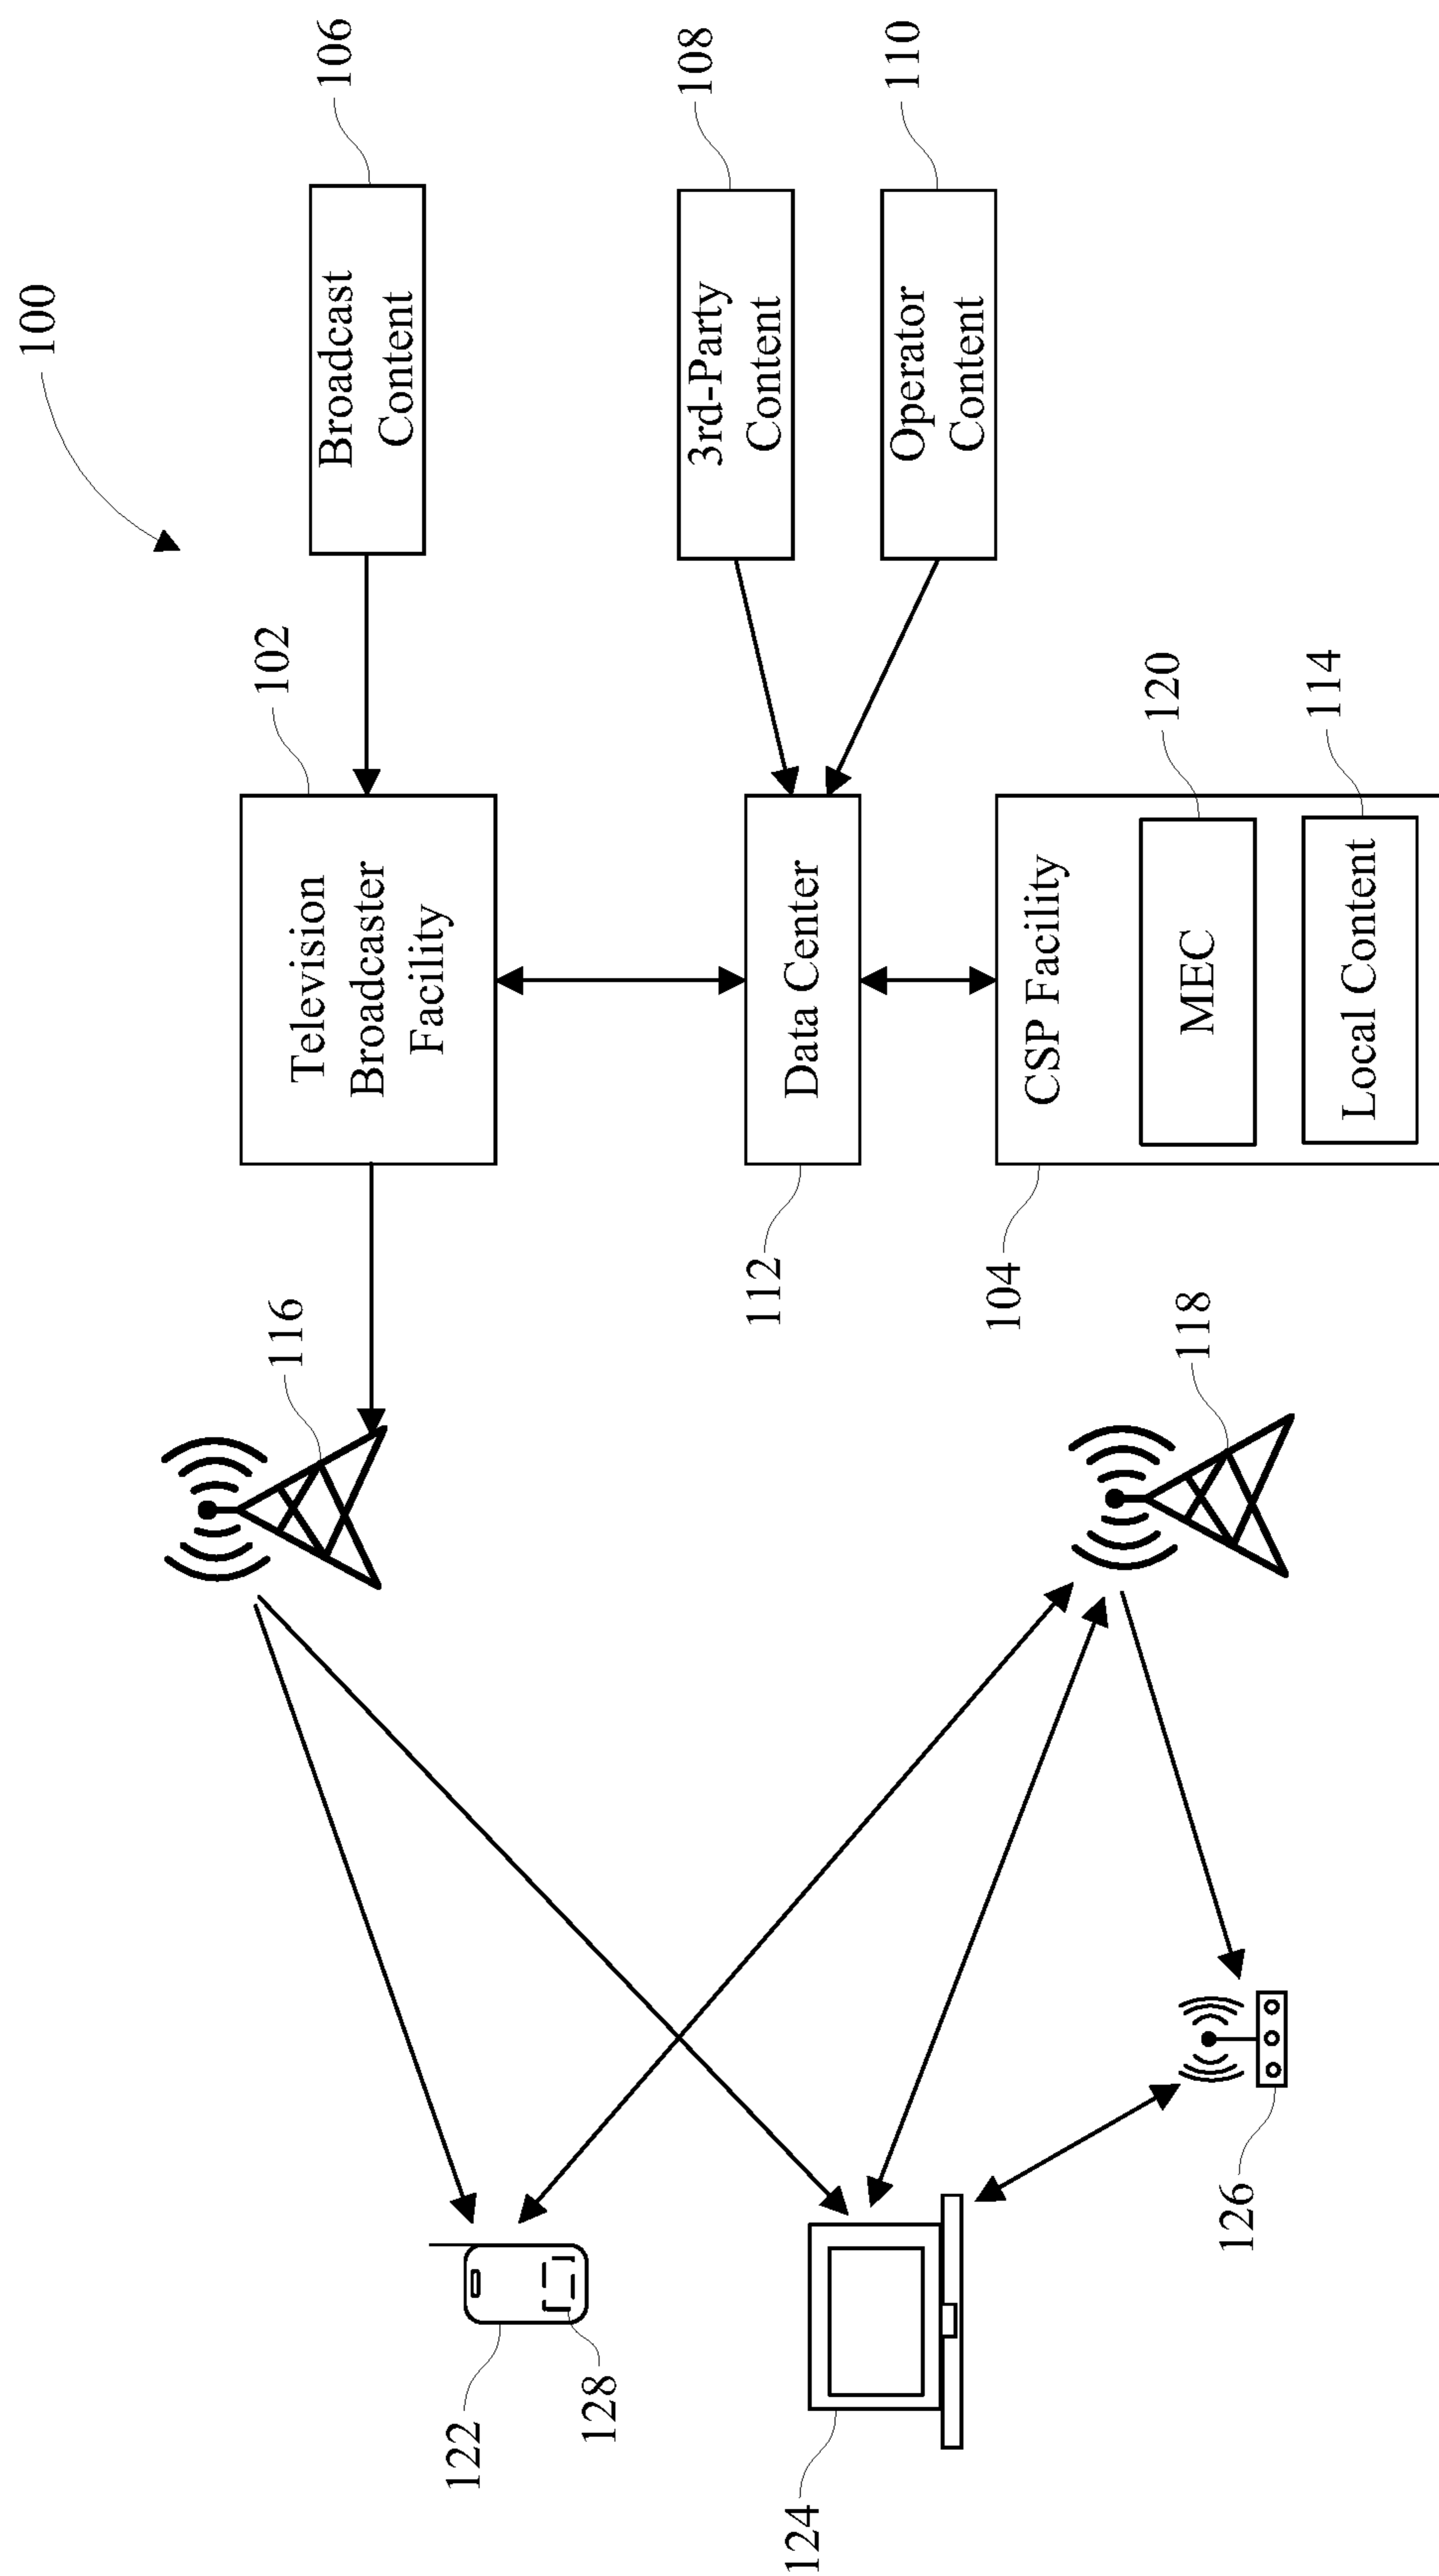 100
106
Broadcast
Content
102
Television
Broadcaster
Facility
116
108
3rd-Party
Content
110
Operator
Content
Data Center
112
CSP Facility
104
120
MEC
114
Local Content
118
122
128
124
126